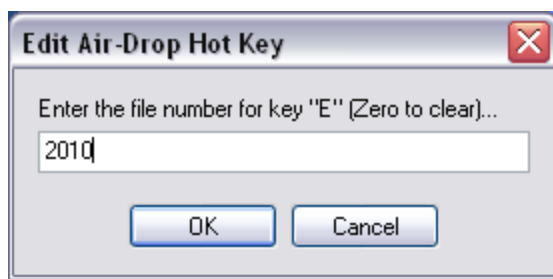 Edit Air-Drop Hot Key
Enter the file number for key "E" (Zero to clear)...
2010
OK
Cancel